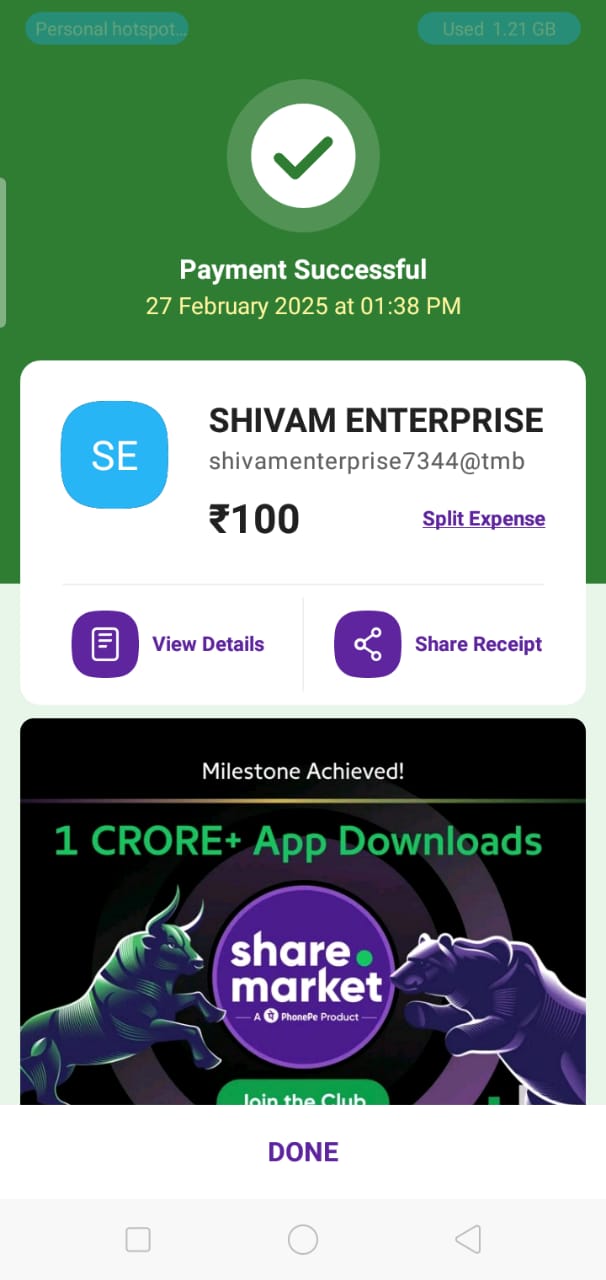 Personal hotspot...
Used 1.21 GB
Payment Successful
27 February 2025 at 01:38 PM
SE
SHIVAM ENTERPRISE
shivamenterprise7344@tmb
₹100
Split Expense
View Details
Share Receipt
Milestone Achieved!
1 CRORE+ App Downloads
share.
market
A पे PhonePe Product
Join the Club
DONE